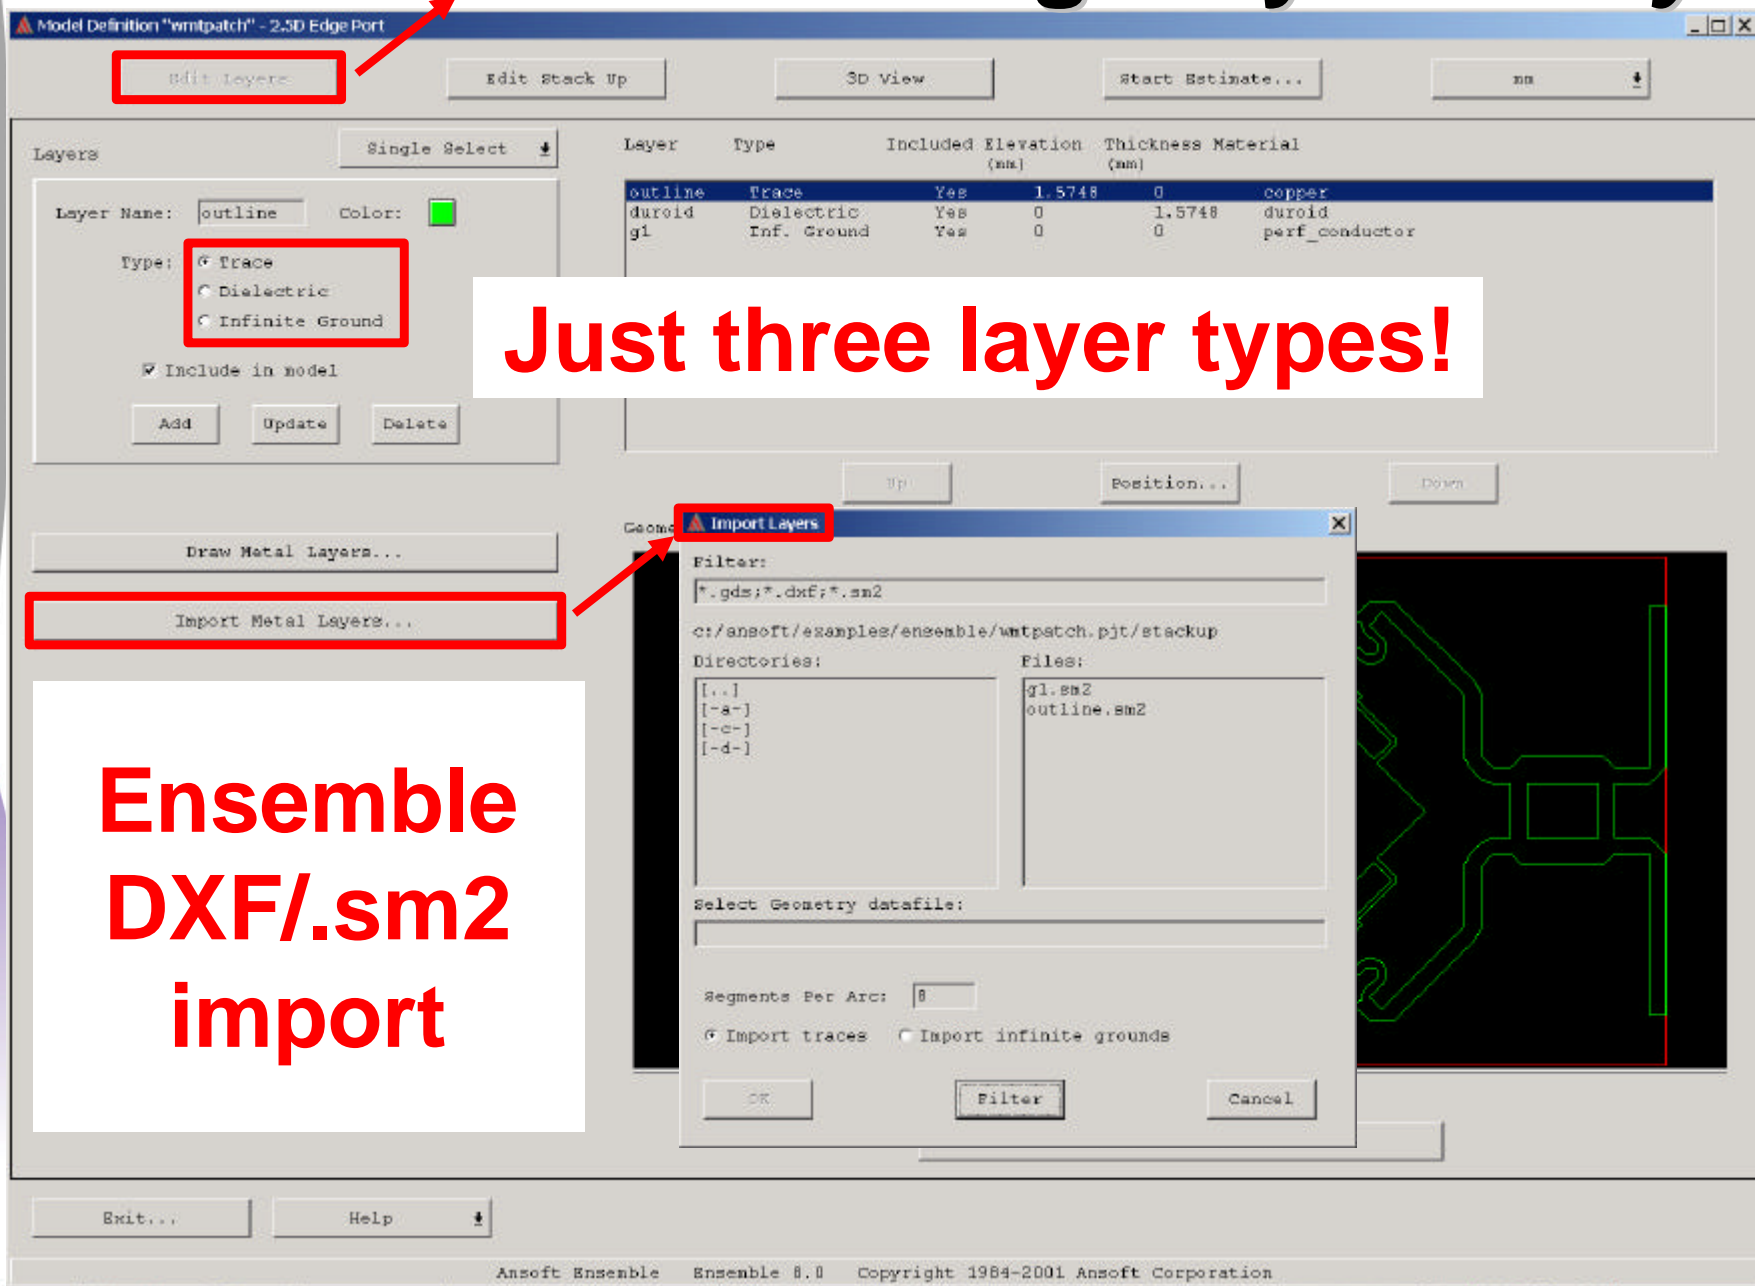 Model Definition "wmtpatch" - 2.5D Edge Port
Edit Layers
Edit Stack Up
3D View
Start Estimate...
mm
Layers
Single Select
Layer Type Included Elevation Thickness Material
(mm) (mm)
outline Trace Yes 1.5748 0 copper
duroid Dielectric Yes 0 1.5748 duroid
g1 Inf. Ground Yes 0 0 perf_conductor
Layer Name: outline Color:
Type: Trace
Dielectric
Infinite Ground
Include in model
Add
Update
Delete
Just three layer types!
Up
Position...
Down
Draw Metal Layers...
Import Metal Layers...
Import Layers
Filter:
*.gds;*.dxf;*.sm2
c:/ansoft/examples/ensemble/wmtpatch.pjt/stackup
Directories: Files:
[..]
[-a-]
[-c-]
[-d-]
g1.sm2
outline.sm2
Select Geometry datafile:
Segments Per Arc: 8
Import traces Import infinite grounds
OK
Filter
Cancel
Ensemble
DXF/.sm2
import
Exit...
Help
Ansoft Ensemble Ensemble 8.0 Copyright 1984-2001 Ansoft Corporation